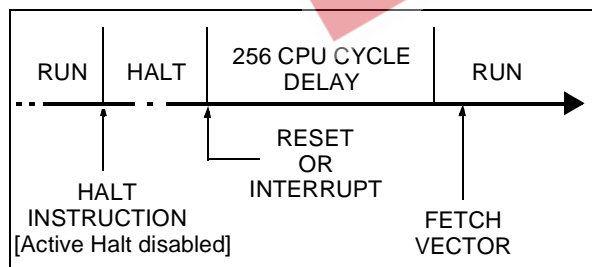 RUN
HALT
256 CPU CYCLE
DELAY
RUN
RESET
OR
INTERRUPT
HALT
INSTRUCTION
[Active Halt disabled]
FETCH
VECTOR